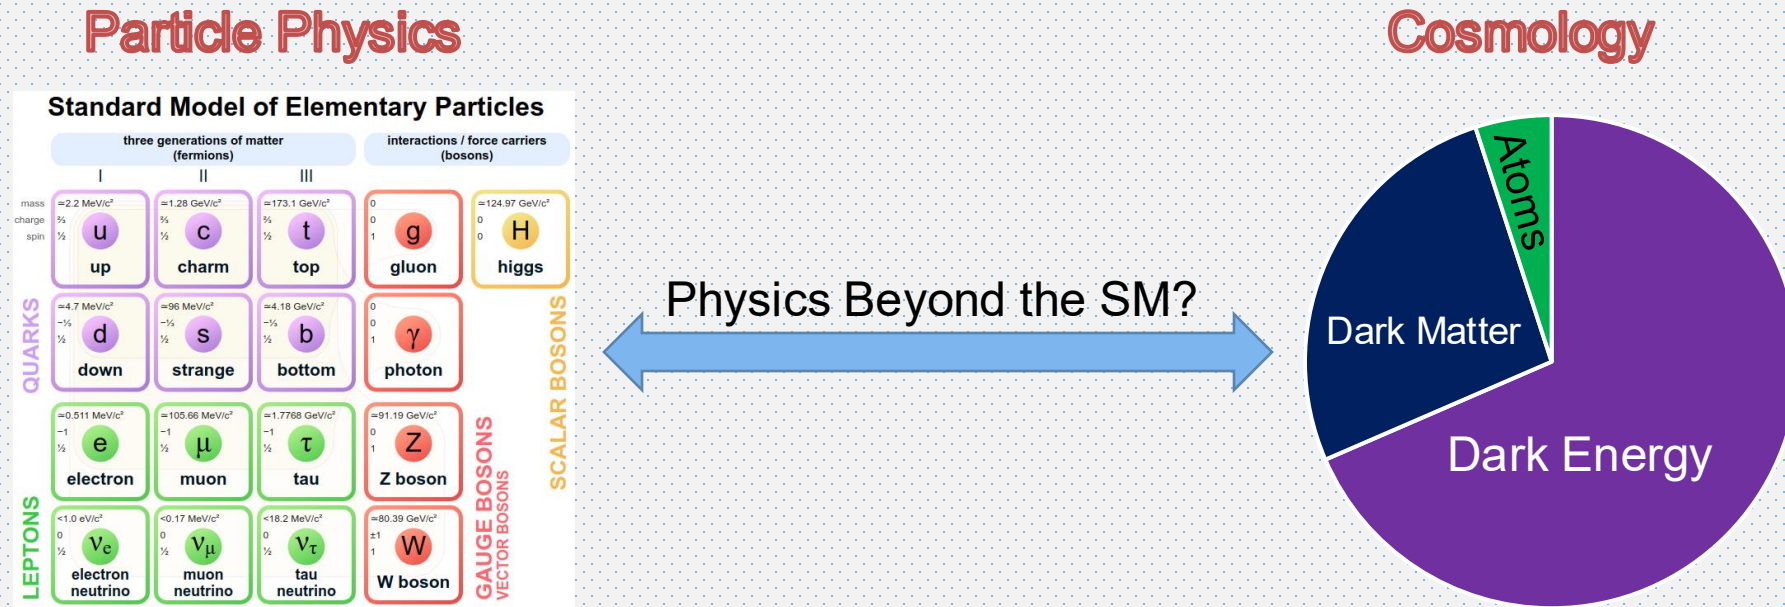 Particle Physics
Cosmology
Standard Model of Elementary Particles
three generations of matter
(fermions)
interactions / force carriers
(bosons)
I
II
III
mass
charge
spin
≃2.2 MeV/c²
⅔
½
u
up
≃1.28 GeV/c²
⅔
½
c
charm
≃173.1 GeV/c²
⅔
½
t
top
0
0
1
g
gluon
≃124.97 GeV/c²
0
0
H
higgs
QUARKS
≃4.7 MeV/c²
−⅓
½
d
down
≃96 MeV/c²
−⅓
½
s
strange
≃4.18 GeV/c²
−⅓
½
b
bottom
0
0
1
γ
photon
SCALAR BOSONS
LEPTONS
≃0.511 MeV/c²
−1
½
e
electron
≃105.66 MeV/c²
−1
½
μ
muon
≃1.7768 GeV/c²
−1
½
τ
tau
≃91.19 GeV/c²
0
1
Z
Z boson
GAUGE BOSONS
VECTOR BOSONS
<1.0 eV/c²
0
½
νe
electron
neutrino
<0.17 MeV/c²
0
½
νμ
muon
neutrino
<18.2 MeV/c²
0
½
ντ
tau
neutrino
≃80.39 GeV/c²
±1
1
W
W boson
Physics Beyond the SM?
Atoms
Dark Matter
Dark Energy